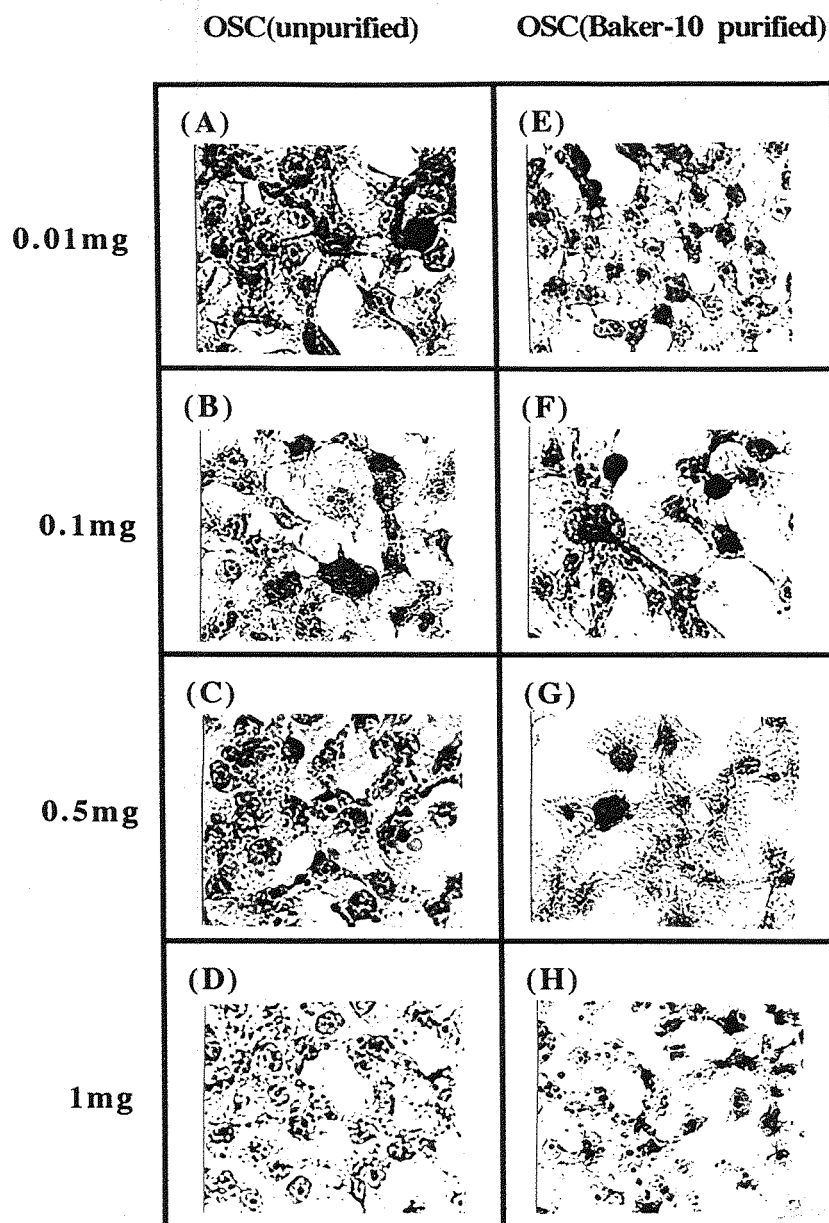 OSC(unpurified) OSC(Baker-10 purified)
(A) (E)
0.01mg
(B) (F)
0.1mg
(C) (G)
0.5mg
(D) (H)
1mg